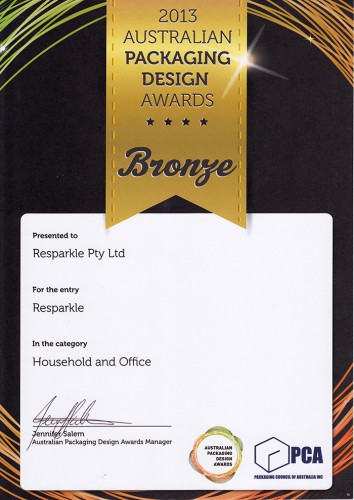 2013
AUSTRALIAN
PACKAGING
DESIGN
AWARDS
Bronze
Presented to
Resparkle Pty Ltd
For the entry
Resparkle
In the category
Household and Office
Jennifer Salem
Australian Packaging Design Awards Manager
AUSTRALIAN
PACKAGING
DESIGN
AWARDS
PCA
PACKAGING COUNCIL OF AUSTRALIA INC